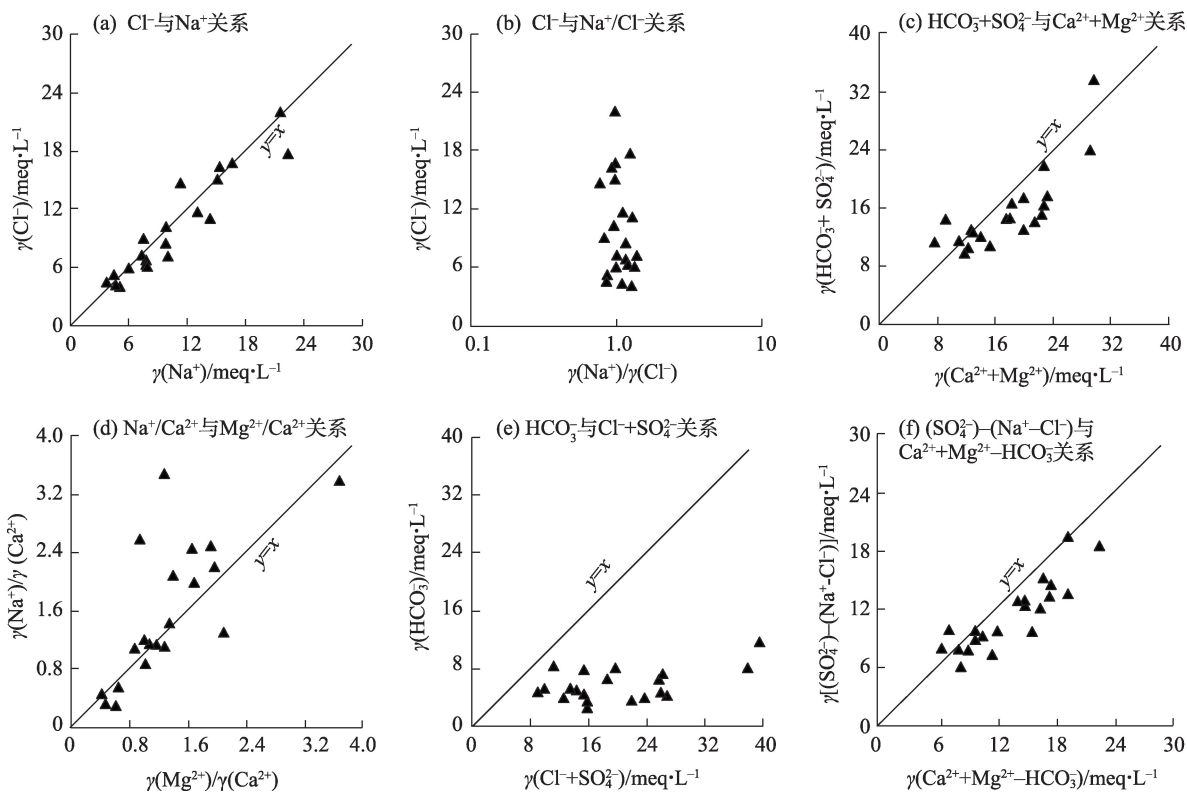 (a) Cl⁻与Na⁺关系
30
24
18
12
6
0
γ(Cl⁻)/meq·L⁻¹
y=x
0 6 12 18 24 30
γ(Na⁺)/meq·L⁻¹
(b) Cl⁻与Na⁺/Cl⁻关系
30
24
18
12
6
0
γ(Cl⁻)/meq·L⁻¹
0.1 1.0 10
γ(Na⁺)/γ(Cl⁻)
(c) HCO₃⁻+SO₄²⁻与Ca²⁺+Mg²⁺关系
40
32
24
16
8
0
γ(HCO₃⁻+ SO₄²⁻)/meq·L⁻¹
y=x
0 8 16 24 32 40
γ(Ca²⁺+Mg²⁺)/meq·L⁻¹
(d) Na⁺/Ca²⁺与Mg²⁺/Ca²⁺关系
4.0
3.2
2.4
1.6
0.8
0
γ(Na⁺)/γ (Ca²⁺)
y=x
0 0.8 1.6 2.4 3.2 4.0
γ(Mg²⁺)/γ(Ca²⁺)
(e) HCO₃⁻与Cl⁻+SO₄²⁻关系
40
32
24
16
8
0
γ(HCO₃⁻)/meq·L⁻¹
y=x
0 8 16 24 32 40
γ(Cl⁻+SO₄²⁻)/meq·L⁻¹
(f) (SO₄²⁻)–(Na⁺–Cl⁻)与
Ca²⁺+Mg²⁺–HCO₃⁻关系
30
24
18
12
6
0
γ[(SO₄²⁻)–(Na⁺-Cl⁻)]/meq·L⁻¹
y=x
0 6 12 18 24 30
γ(Ca²⁺+Mg²⁺–HCO₃⁻)/meq·L⁻¹